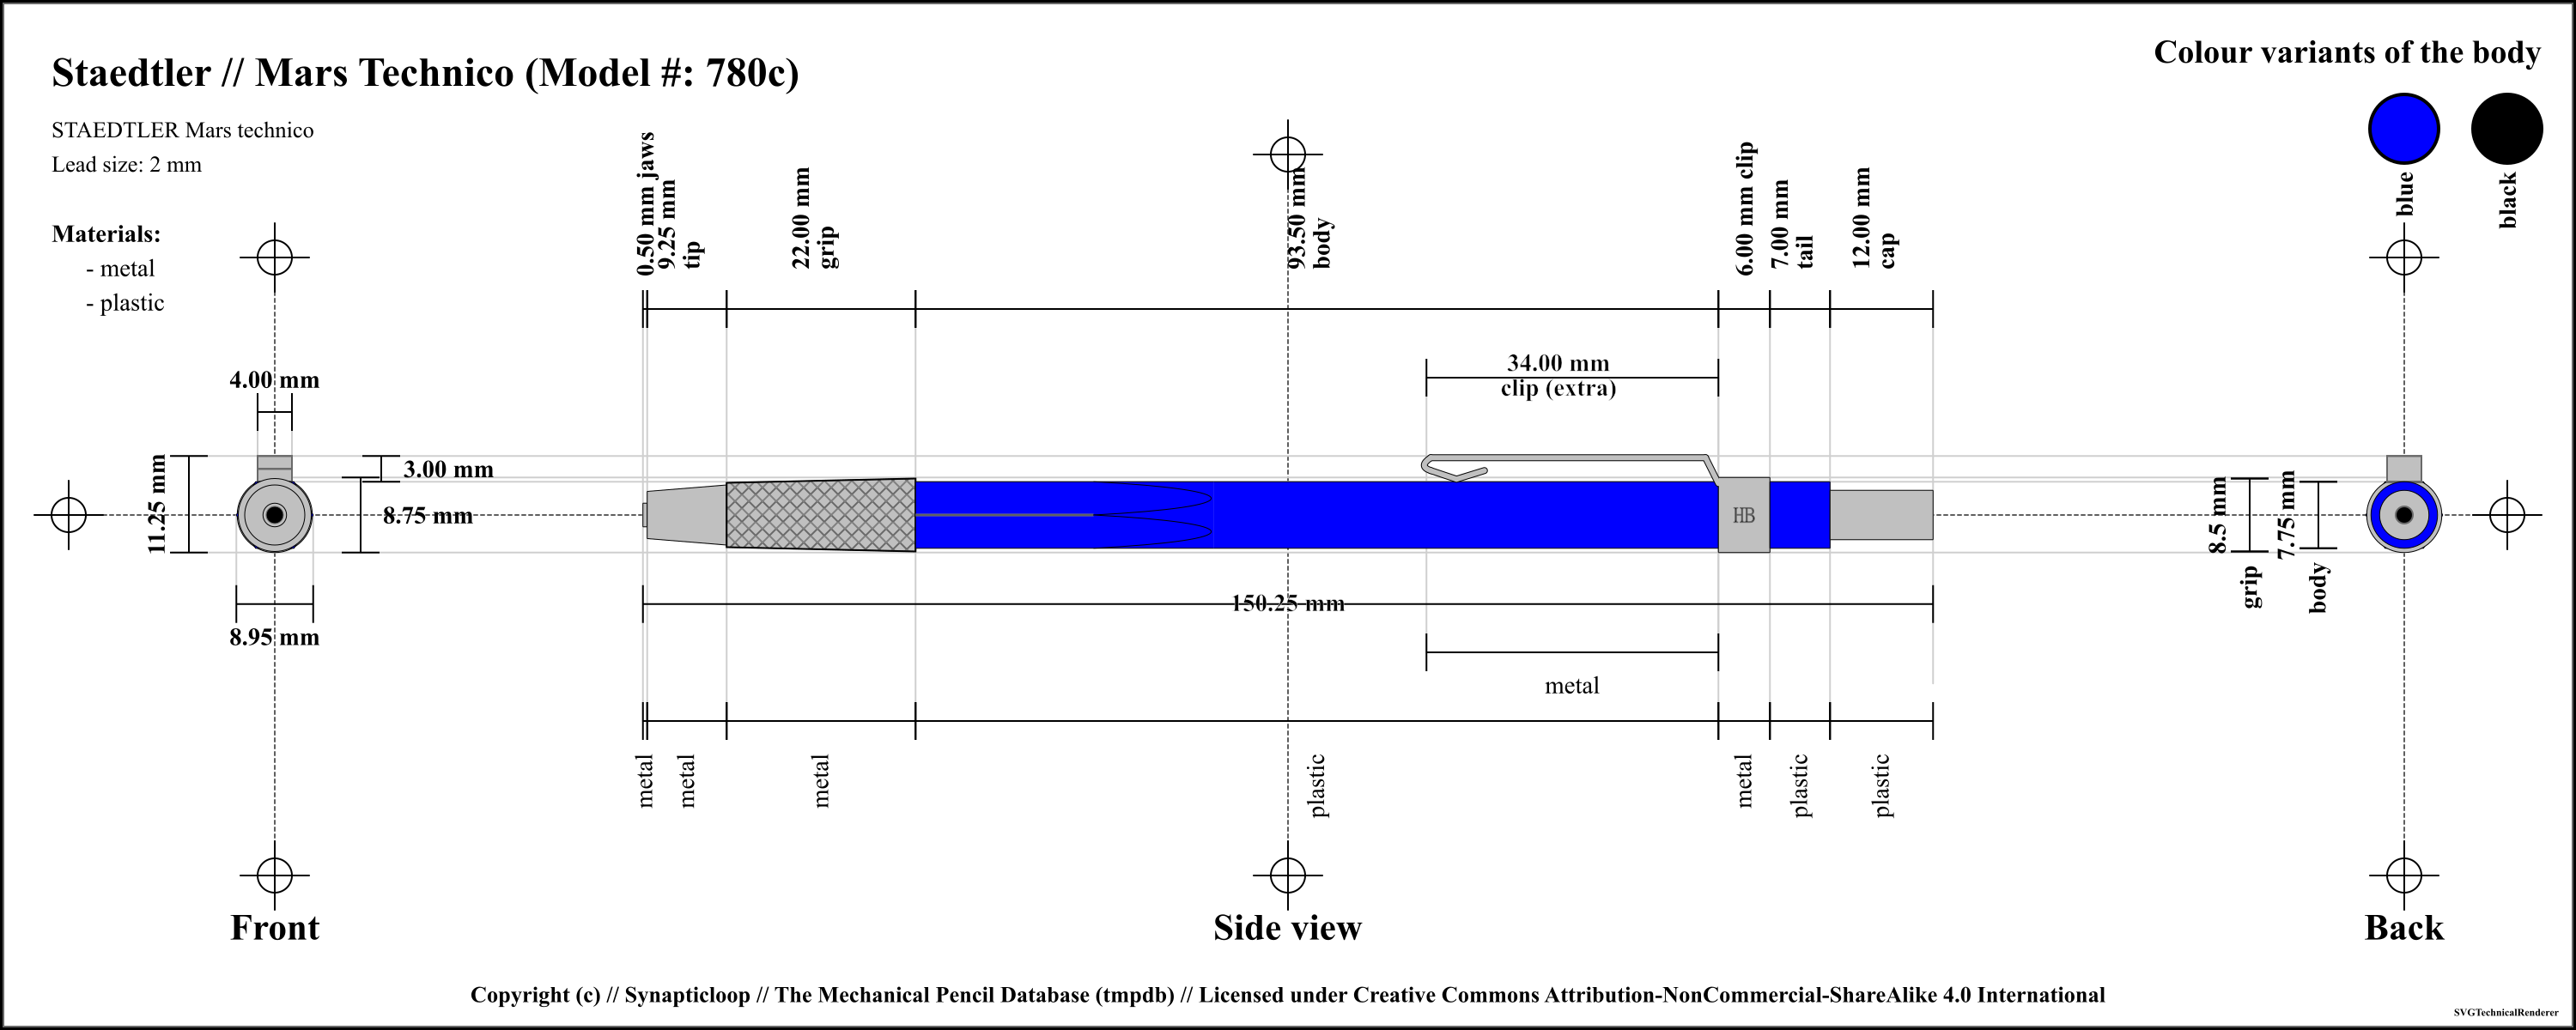 Staedtler // Mars Technico (Model #: 780c)
Colour variants of the body
STAEDTLER Mars technico
Lead size: 2 mm
blue
black
Materials:
- metal
- plastic
0.50 mm jaws
9.25 mm
tip
22.00 mm
grip
93.50 mm
body
6.00 mm clip
7.00 mm
tail
12.00 mm
cap
34.00 mm
clip (extra)
4.00 mm
11.25 mm
3.00 mm
8.75 mm
8.95 mm
HB
8.5 mm
grip
7.75 mm
body
150.25 mm
metal
metal
metal
metal
plastic
metal
plastic
plastic
Front
Side view
Back
Copyright (c) // Synapticloop // The Mechanical Pencil Database (tmpdb) // Licensed under Creative Commons Attribution-NonCommercial-ShareAlike 4.0 International
SVGTechnicalRenderer